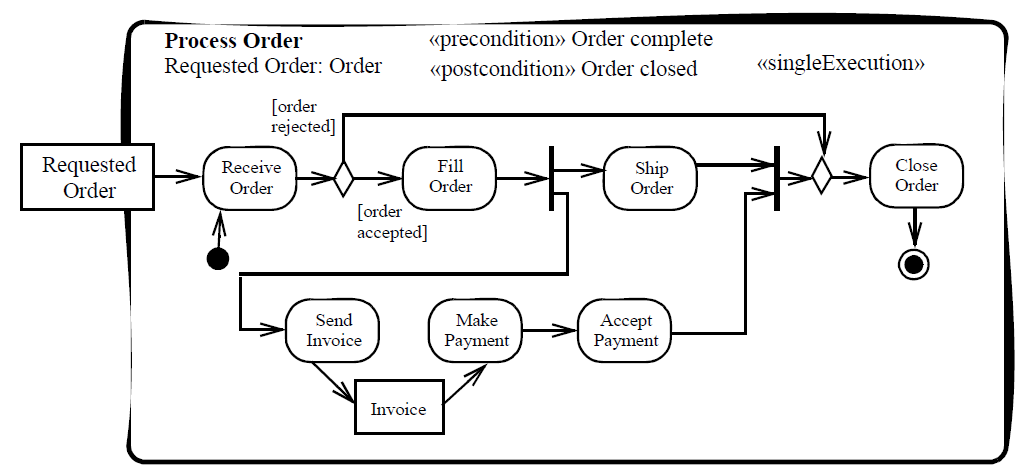 Process Order
«precondition» Order complete
Requested Order: Order
«postcondition» Order closed
«singleExecution»
[order
rejected]
Requested
Order
Receive
Order
Fill
Order
Ship
Order
Close
Order
[order
accepted]
Send
Invoice
Make
Payment
Accept
Payment
Invoice